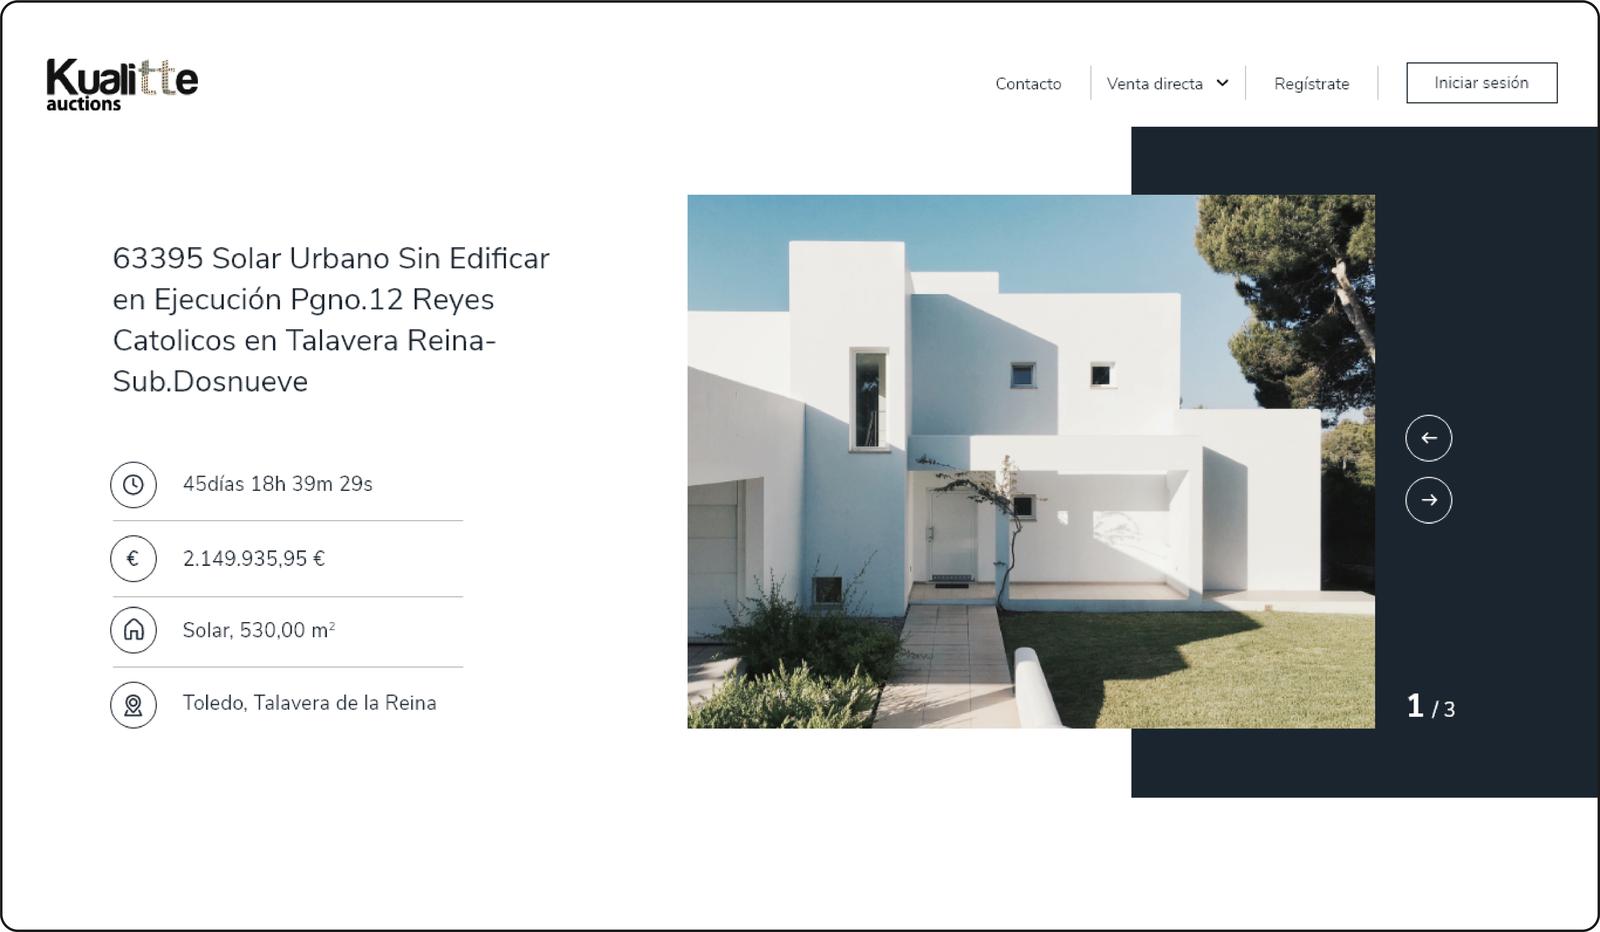 Kualitte
auctions
Contacto
Venta directa
Regístrate
Iniciar sesión
63395 Solar Urbano Sin Edificar
en Ejecución Pgno.12 Reyes
Catolicos en Talavera Reina-
Sub.Dosnueve
45días 18h 39m 29s
€
2.149.935,95 €
Solar, 530,00 m²
Toledo, Talavera de la Reina
1 / 3